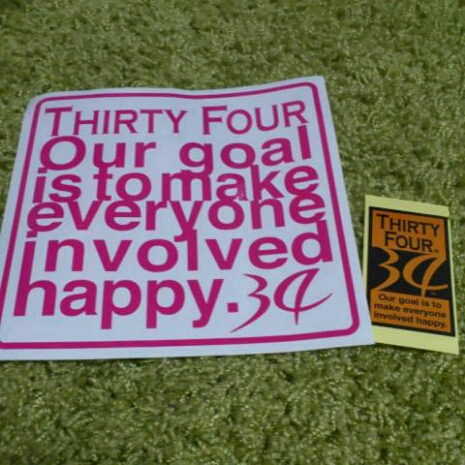 THIRTY FOUR
Our goal
is to make
everyone
involved
happy. 34
THIRTY
FOUR.
34
Our goal is to
make everyone
involved happy.